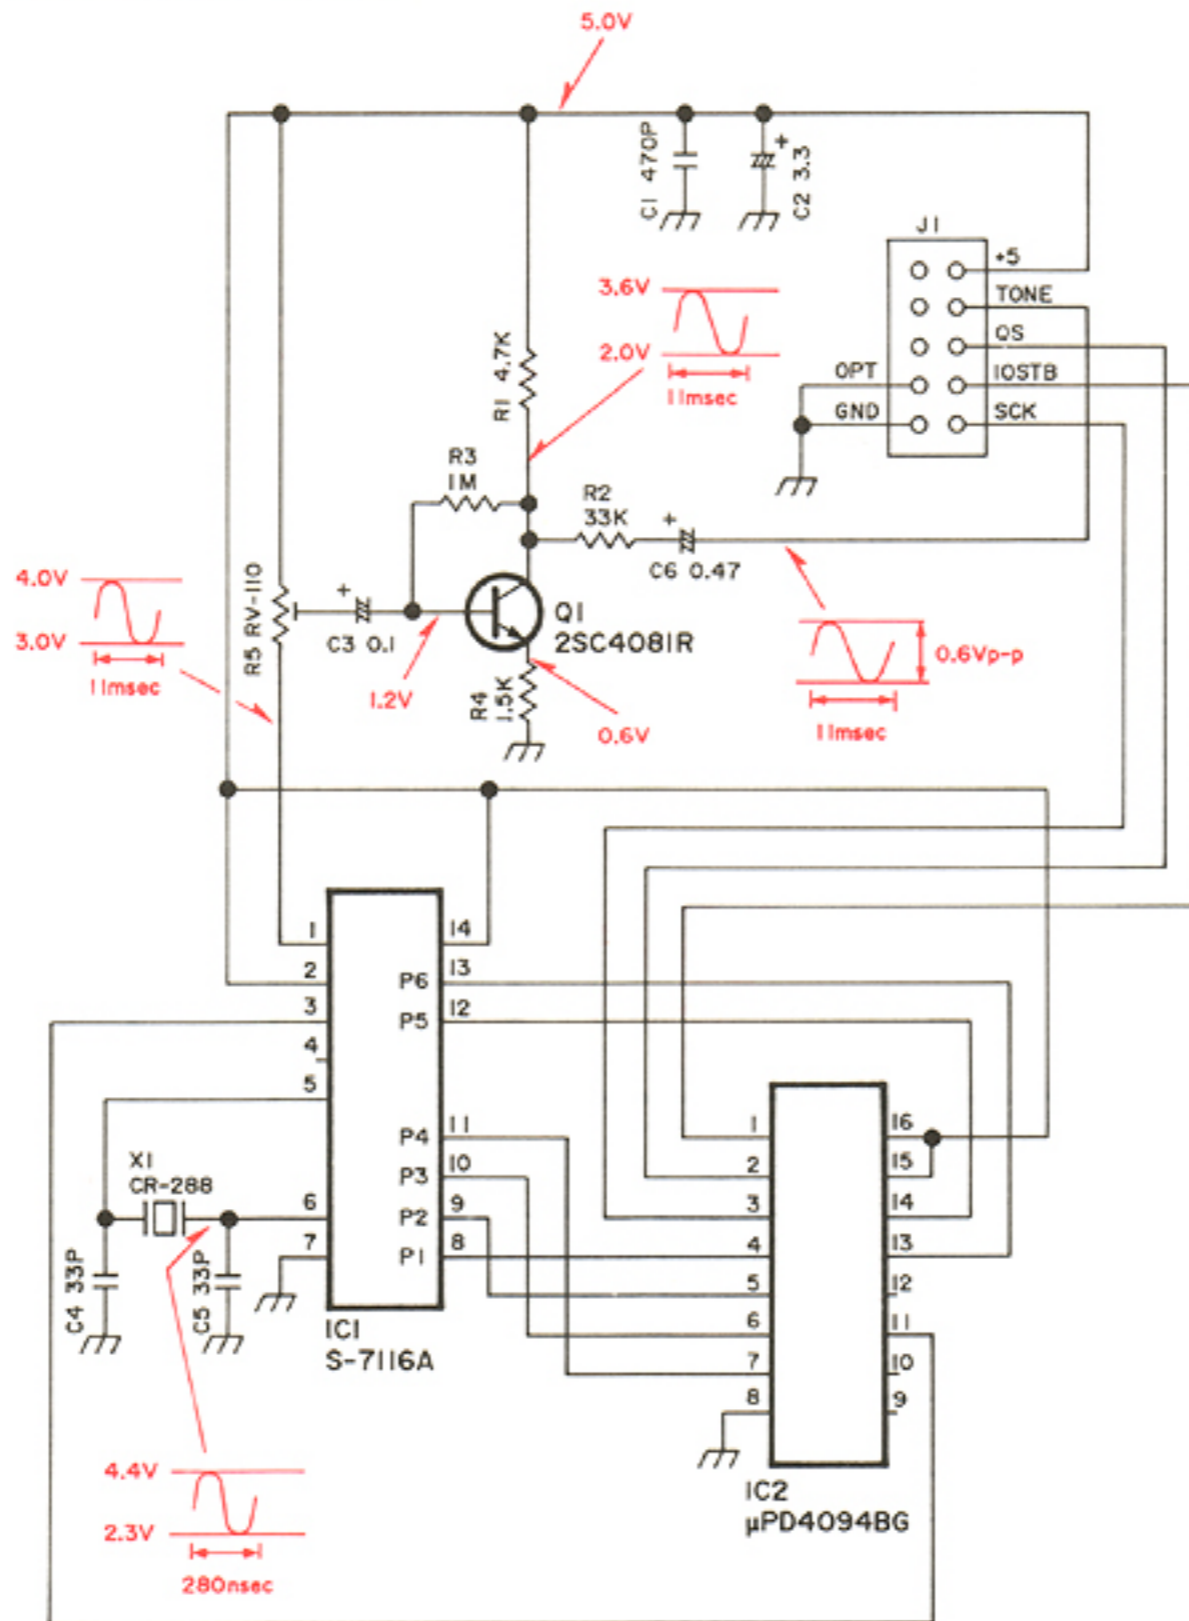 5.0V
C1 470P
+
C2 3.3
J1
+5
TONE
QS
OPT
IOSTB
GND
SCK
3.6V
2.0V
11msec
R1 4.7K
R3
1M
R2
33K
+
C6 0.47
4.0V
3.0V
11msec
R5 RV-110
+
C3 0.1
1.2V
Q1
2SC4081R
R4
1.5K
0.6V
0.6Vp-p
11msec
1
2
3
4
5
6
7
14
P6 13
P5 12
P4 11
P3 10
P2 9
P1 8
IC1
S-7116A
X1
CR-288
C4 33P
C5 33P
4.4V
2.3V
280nsec
1
2
3
4
5
6
7
8
16
15
14
13
12
11
10
9
IC2
μPD4094BG